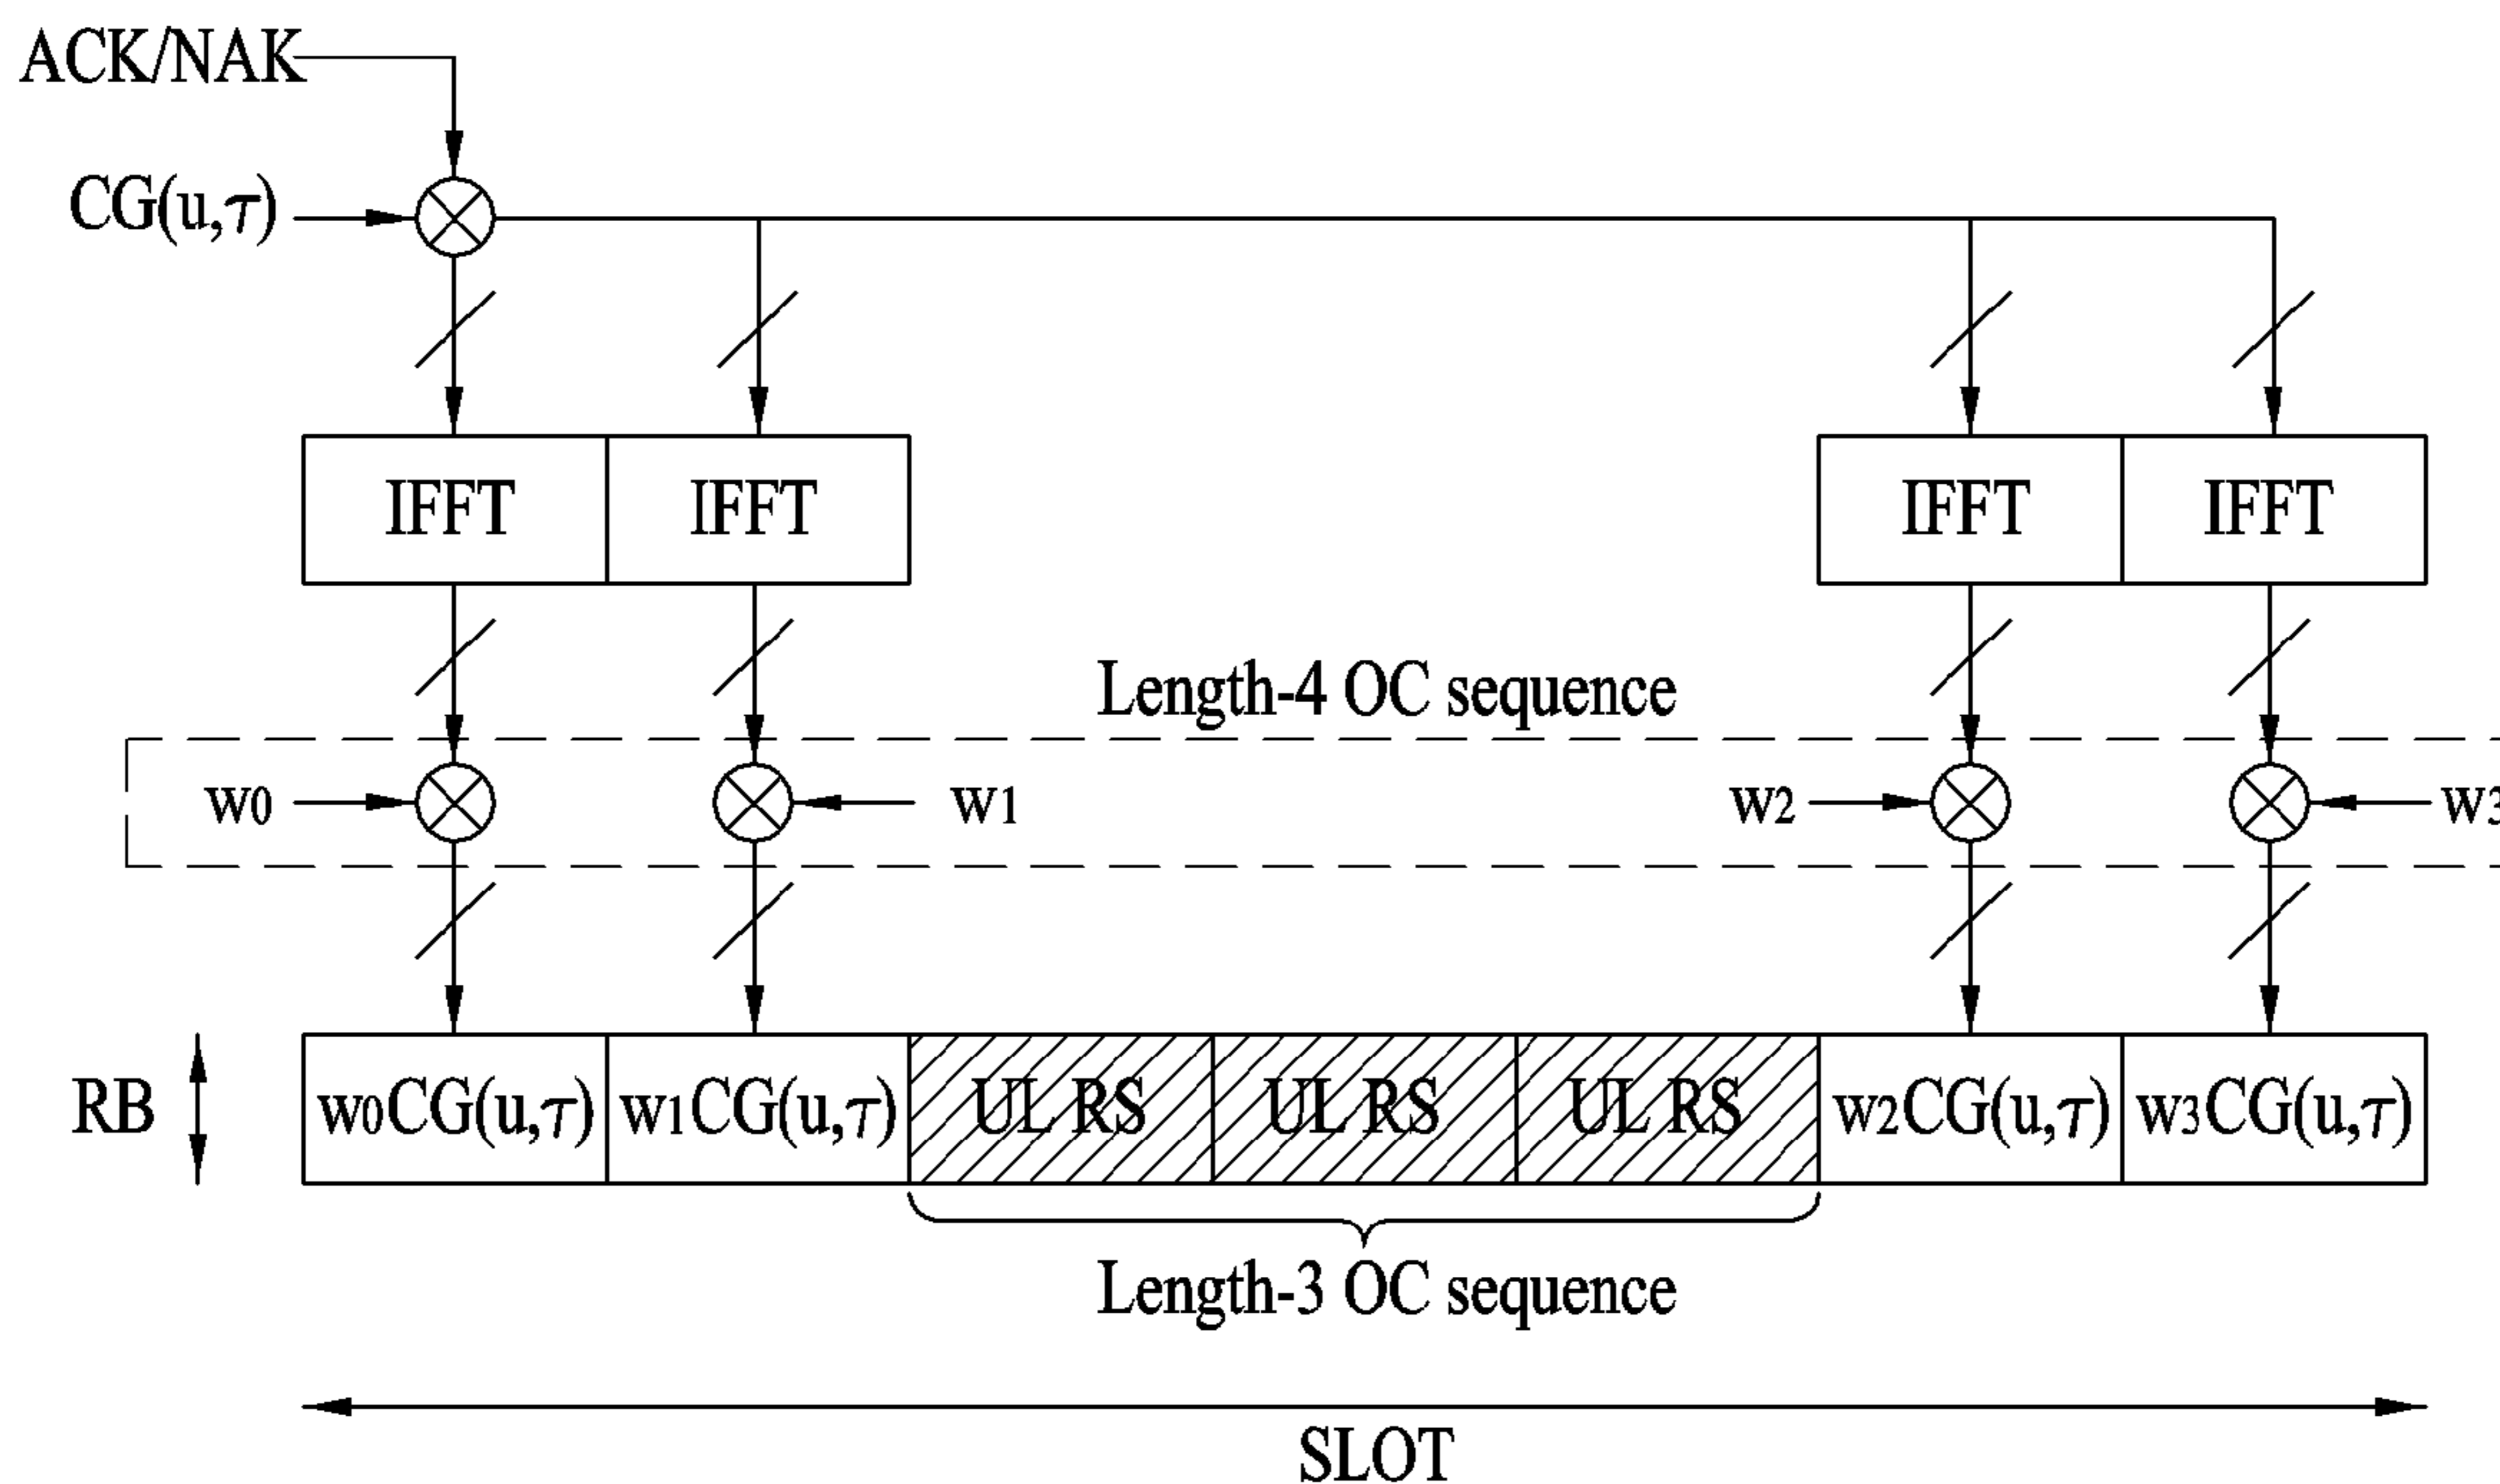 ACK/NAK
CG(u,τ)
IFFT IFFT IFFT IFFT
Length-4 OC sequence
w0 w1 w2 w3
RB w0CG(u,τ) w1CG(u,τ) UL RS UL RS UL RS w2CG(u,τ) w3CG(u,τ)
Length-3 OC sequence
SLOT